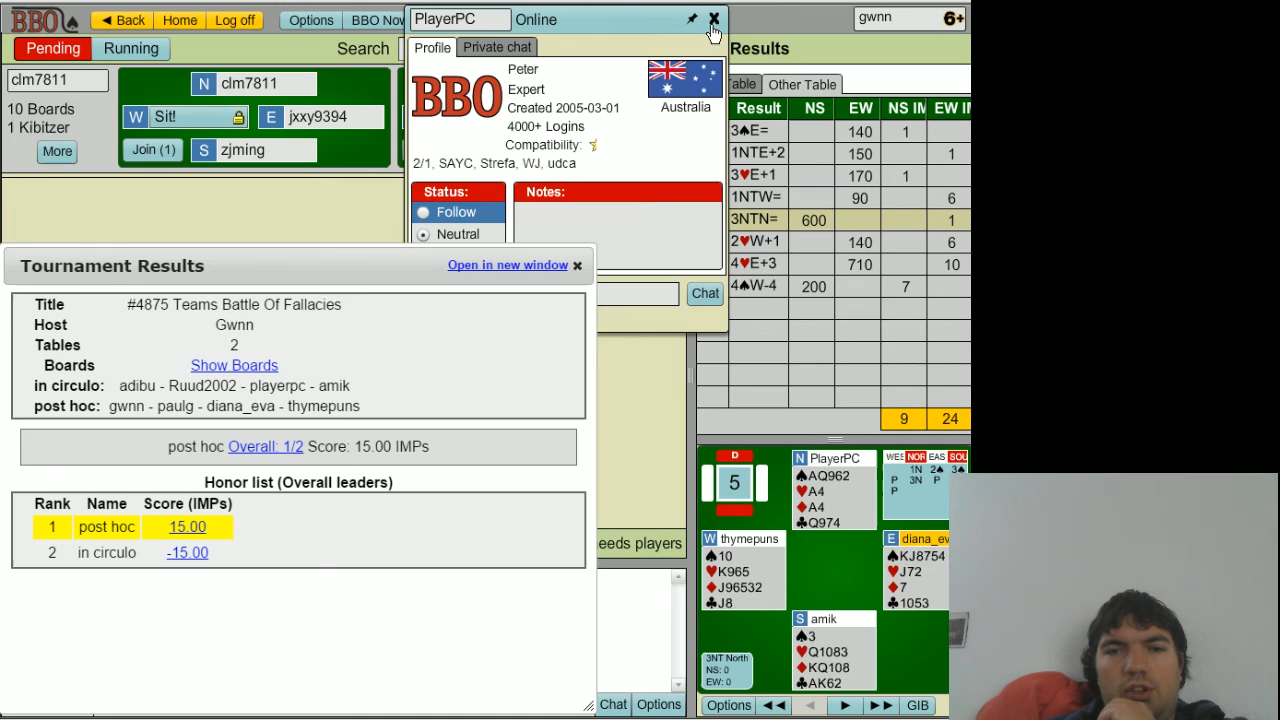 BBO Back Home Log off Options BBO Now
PlayerPC Online
gwnn 6+
Pending Running Search
Profile Private chat
Results
Table Other Table
clm7811
10 Boards
1 Kibitzer
More
N clm7811
W Sit! E jxxy9394
Join (1) S zjming
BBO
Peter
Expert
Created 2005-03-01
4000+ Logins
Compatibility:
2/1, SAYC, Strefa, WJ, udca
Australia
Status: Notes:
Follow
Neutral
Chat
Result NS EW NS IM EW IM
3♠E= 140 1
1NTE+2 150 1
3♥E+1 170 1
1NTW= 90 6
3NTN= 600 1
2♥W+1 140 6
4♥E+3 710 10
4♠W-4 200 7
9 24
Tournament Results Open in new window
Title #4875 Teams Battle Of Fallacies
Host Gwnn
Tables 2
Boards Show Boards
in circulo: adibu - Ruud2002 - playerpc - amik
post hoc: gwnn - paulg - diana_eva - thymepuns
post hoc Overall: 1/2 Score: 15.00 IMPs
Honor list (Overall leaders)
Rank Name Score (IMPs)
1 post hoc 15.00
2 in circulo -15.00
eeds players
Chat Options
D
5
N PlayerPC
♠AQ962
♥A4
♦A4
♣Q974
WES NOR EAS SOU
1N 2♠ 3♠
P 3N P
P
W thymepuns
♠10
♥K965
♦J96532
♣J8
E diana_ev
♠KJ8754
♥J72
♦7
♣1053
S amik
♠3
♥Q1083
♦KQ108
♣AK62
3NT North
NS: 0
EW: 0
Options GIB